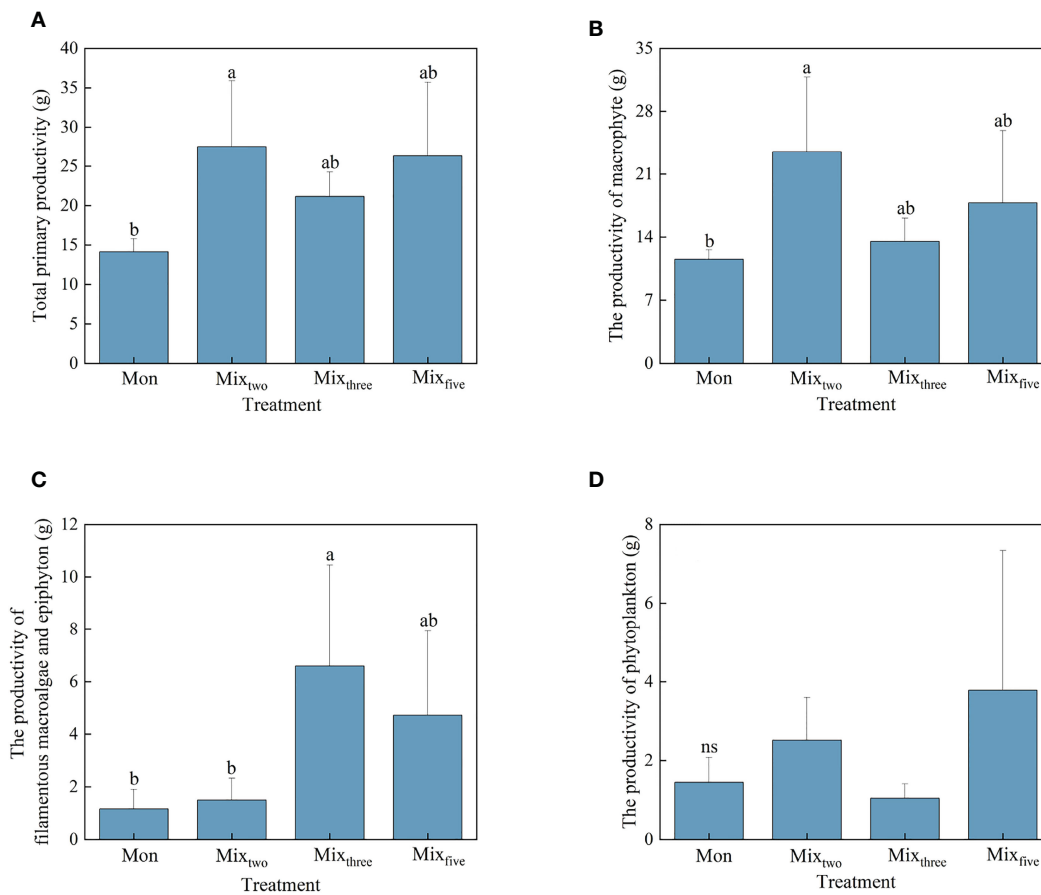 A
Total primary productivity (g)
40
35
30
25
20
15
10
5
0
b
a
ab
ab
Mon Mixtwo Mixthree Mixfive
Treatment
B
The productivity of macrophyte (g)
35
28
21
14
7
0
b
a
ab
ab
Mon Mixtwo Mixthree Mixfive
Treatment
C
The productivity of
filamentous macroalgae and epiphyton (g)
12
10
8
6
4
2
0
b
b
a
ab
Mon Mixtwo Mixthree Mixfive
Treatment
D
The productivity of phytoplankton (g)
8
6
4
2
0
ns
Mon Mixtwo Mixthree Mixfive
Treatment